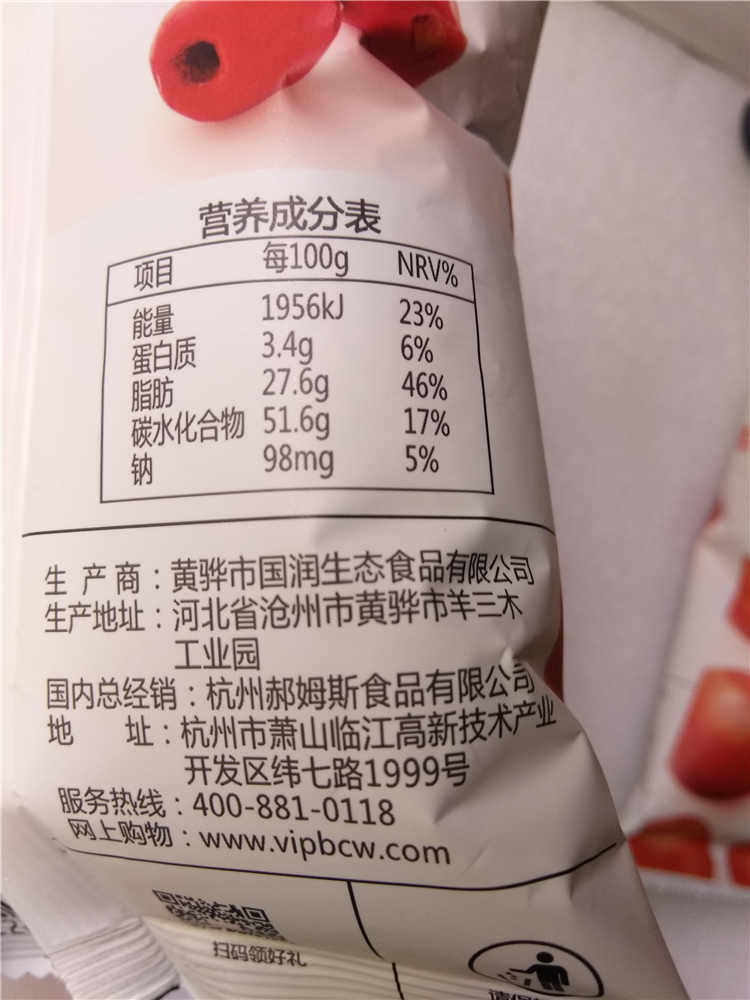 营养成分表
项目 每100g NRV%
能量 1956kJ 23%
蛋白质 3.4g 6%
脂肪 27.6g 46%
碳水化合物 51.6g 17%
钠 98mg 5%
生产商：黄骅市国润生态食品有限公司
生产地址：河北省沧州市黄骅市羊三木
工业园
国内总经销：杭州郝姆斯食品有限公司
地址：杭州市萧山临江高新技术产业
开发区纬七路1999号
服务热线：400-881-0118
网上购物：www.vipbcw.com
扫码领好礼